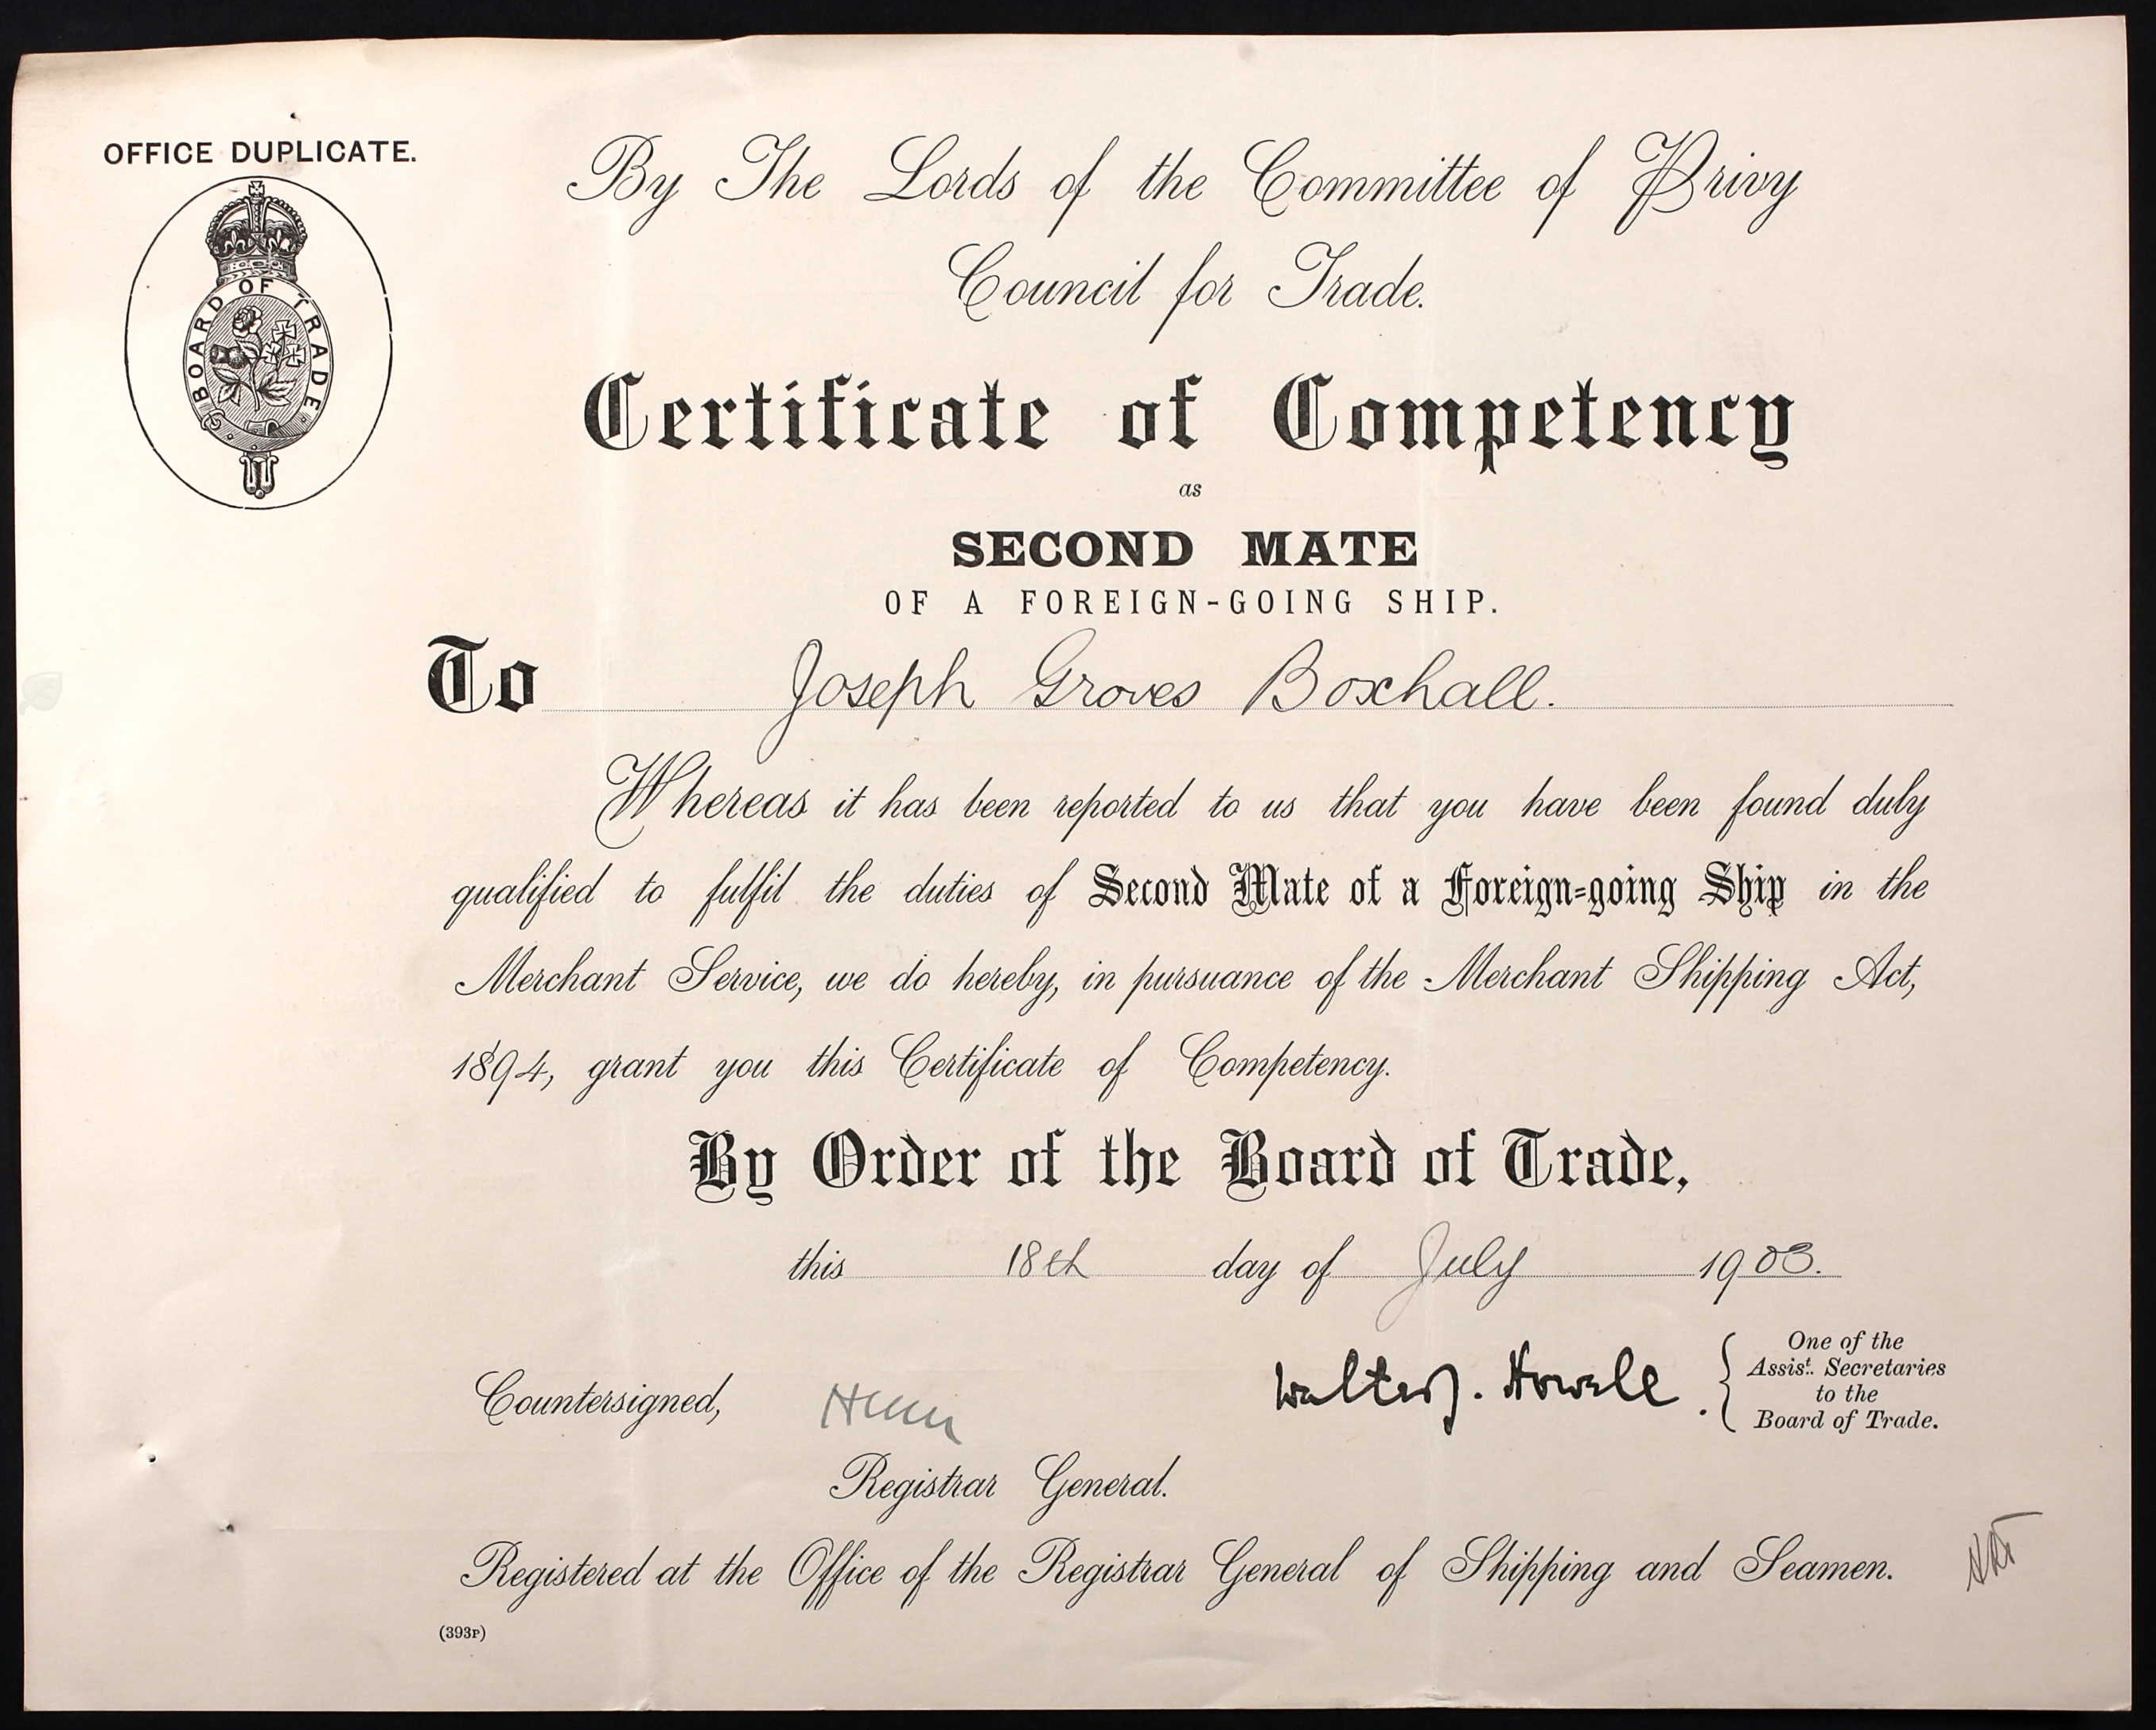 OFFICE DUPLICATE.
BOARD OF TRADE
By The Lords of the Committee of Privy
Council for Trade.
Certificate of Competency
as
SECOND MATE
OF A FOREIGN-GOING SHIP.
To Joseph Groves Boxhall.
Whereas it has been reported to us that you have been found duly
qualified to fulfil the duties of Second Mate of a Foreign-going Ship in the
Merchant Service, we do hereby, in pursuance of the Merchant Shipping Act,
1894, grant you this Certificate of Competency.
By Order of the Board of Trade,
this 18th day of July 1903.
Countersigned,
Walter J. Howell.
One of the
Assist. Secretaries
to the
Board of Trade.
Registrar General.
Registered at the Office of the Registrar General of Shipping and Seamen.
(393P)